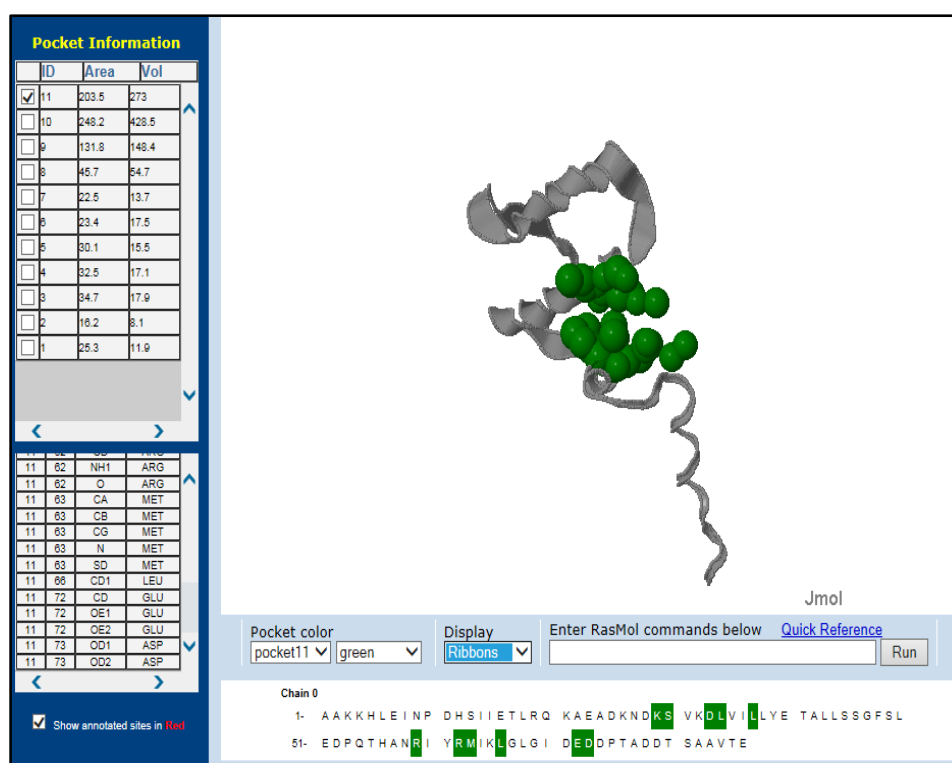 Pocket Information
ID Area Vol
11 203.5 273
10 248.2 428.5
9 131.8 148.4
8 45.7 54.7
7 22.5 13.7
6 23.4 17.5
5 30.1 15.5
4 32.5 17.1
3 34.7 17.9
2 16.2 8.1
1 25.3 11.9
11 62 NH1 ARG
11 62 O ARG
11 63 CA MET
11 63 CB MET
11 63 CG MET
11 63 N MET
11 63 SD MET
11 66 CD1 LEU
11 72 CD GLU
11 72 OE1 GLU
11 72 OE2 GLU
11 73 OD1 ASP
11 73 OD2 ASP
Show annotated sites in Red
Jmol
Pocket color Display Enter RasMol commands below Quick Reference
pocket11 green Ribbons Run
Chain 0
1- AAKKHLEINP DHSIIETLRQ KAEADKNDKS VKDLVILLYE TALLSSGFSL
51- EDPQTHANRI YRMIKLGLGI DEDDPTADDT SAAVTE